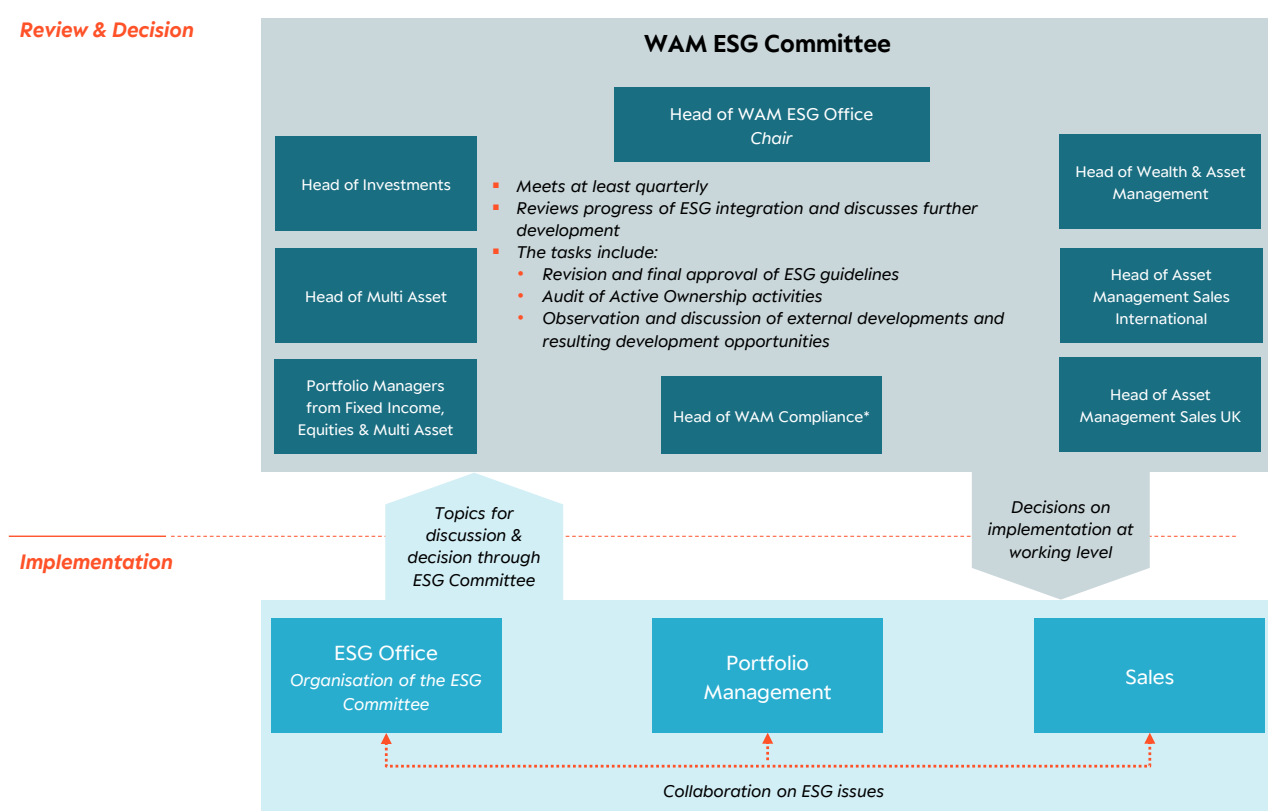 Review & Decision
WAM ESG Committee
Head of WAM ESG Office
Chair
Head of Investments
Head of Multi Asset
Portfolio Managers
from Fixed Income,
Equities & Multi Asset
▪ Meets at least quarterly
▪ Reviews progress of ESG integration and discusses further
development
▪ The tasks include:
• Revision and final approval of ESG guidelines
• Audit of Active Ownership activities
• Observation and discussion of external developments and
resulting development opportunities
Head of WAM Compliance*
Head of Wealth & Asset
Management
Head of Asset
Management Sales
International
Head of Asset
Management Sales UK
Topics for
discussion &
decision through
ESG Committee
Decisions on
implementation at
working level
Implementation
ESG Office
Organisation of the ESG
Committee
Portfolio
Management
Sales
Collaboration on ESG issues